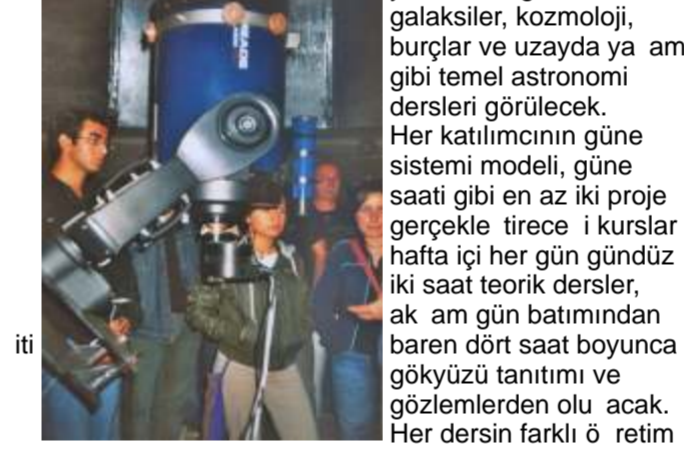 galaksiler, kozmoloji,
burçlar ve uzayda ya am
gibi temel astronomi
dersleri görülecek.
Her katılımcının güne
sistemi modeli, güne
saati gibi en az iki proje
gerçekle tirece i kurslar
hafta içi her gün gündüz
iki saat teorik dersler,
ak am gün batımından
iti baren dört saat boyunca
gökyüzü tanıtımı ve
gözlemlerden olu acak.
Her dersin farklı ö retim
MEADE